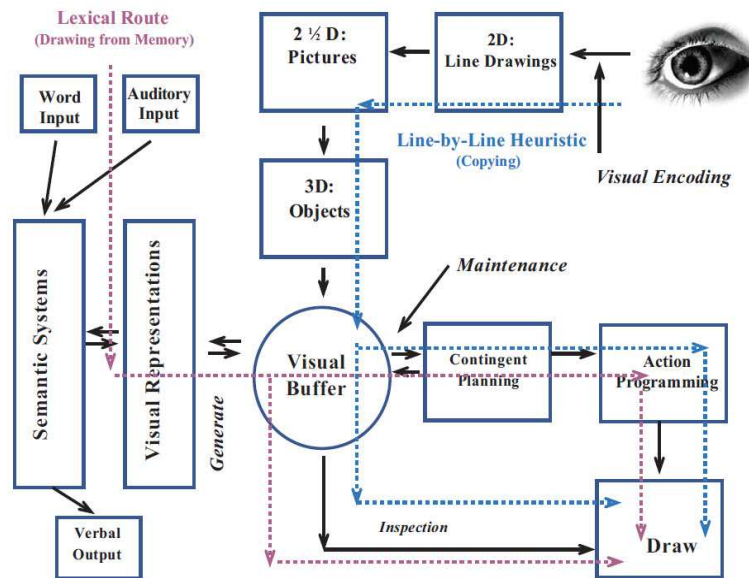 Lexical Route
(Drawing from Memory)
Word
Input
Auditory
Input
2 ½ D:
Pictures
2D:
Line Drawings
Line-by-Line Heuristic
(Copying)
Visual Encoding
3D:
Objects
Semantic Systems
Visual Representations
Generate
Visual
Buffer
Maintenance
Contingent
Planning
Action
Programming
Inspection
Draw
Verbal
Output